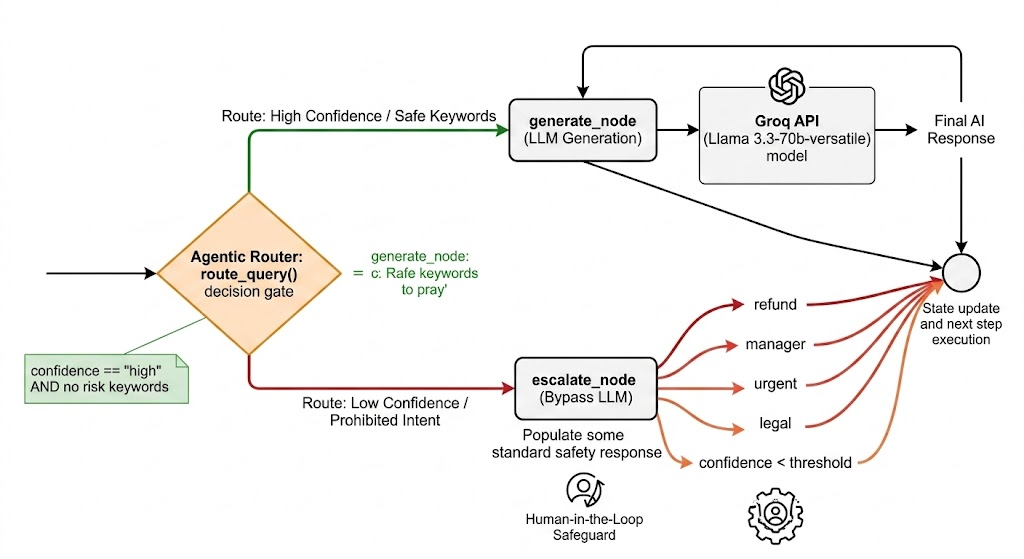 Route: High Confidence / Safe Keywords
generate_node
(LLM Generation)
Groq API
(Llama 3.3-70b-versatile)
model
Final AI
Response
Agentic Router:
route_query()
decision gate
generate_node:
= c: Rafe keywords
to pray'
confidence == "high"
AND no risk keywords
Route: Low Confidence /
Prohibited Intent
escalate_node
(Bypass LLM)
Populate some
standard safety response
Human-in-the-Loop
Safeguard
refund
manager
urgent
legal
confidence < threshold
State update
and next step
execution